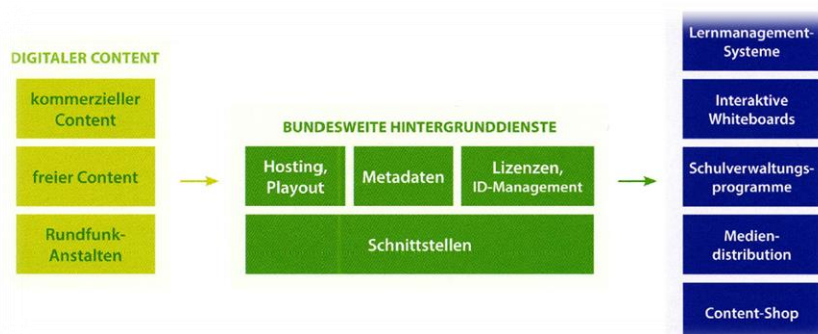 DIGITALER CONTENT
kommerzieller
Content
freier Content
Rundfunk-
Anstalten
BUNDESWEITE HINTERGRUNDDIENSTE
Hosting,
Playout
Metadaten
Lizenzen,
ID-Management
Schnittstellen
Lernmanagement-
Systeme
Interaktive
Whiteboards
Schulverwaltungs-
programme
Medien-
distribution
Content-Shop